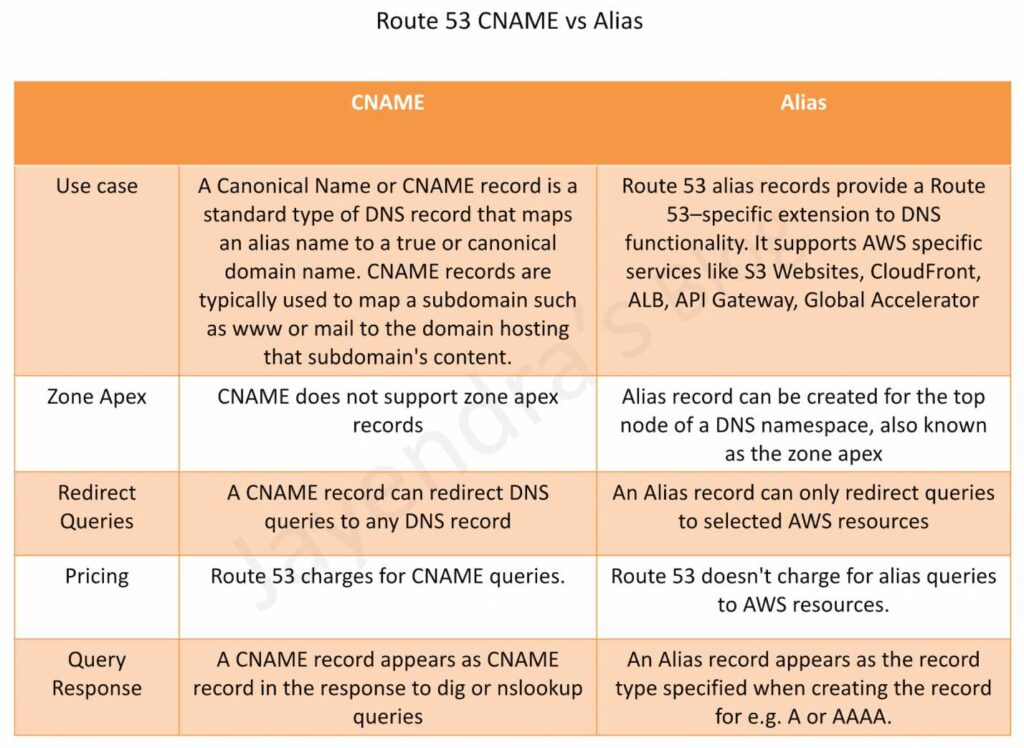 Route 53 CNAME vs Alias
CNAME
Alias
Use case
A Canonical Name or CNAME record is a
standard type of DNS record that maps
an alias name to a true or canonical
domain name. CNAME records are
typically used to map a subdomain such
as www or mail to the domain hosting
that subdomain's content.
Route 53 alias records provide a Route
53–specific extension to DNS
functionality. It supports AWS specific
services like S3 Websites, CloudFront,
ALB, API Gateway, Global Accelerator
Zone Apex
CNAME does not support zone apex
records
Alias record can be created for the top
node of a DNS namespace, also known
as the zone apex
Redirect
Queries
A CNAME record can redirect DNS
queries to any DNS record
An Alias record can only redirect queries
to selected AWS resources
Pricing
Route 53 charges for CNAME queries.
Route 53 doesn't charge for alias queries
to AWS resources.
Query
Response
A CNAME record appears as CNAME
record in the response to dig or nslookup
queries
An Alias record appears as the record
type specified when creating the record
for e.g. A or AAAA.
Jayendra's Blog